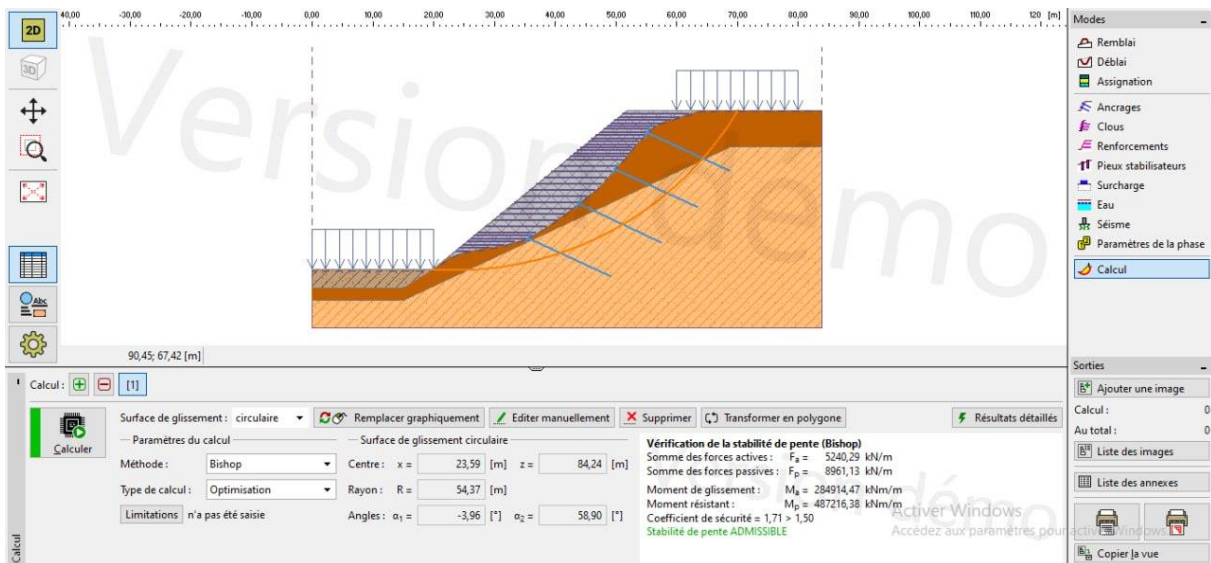 40,00 -30,00 -20,00 -10,00 0,00 10,00 20,00 30,00 40,00 50,00 60,00 70,00 80,00 90,00 100,00 110,00 120 [m]
2D
3D
Version démo
Modes
Remblai
Déblai
Assignation
Ancrages
Clous
Renforcements
Pieux stabilisateurs
Surcharge
Eau
Séisme
Paramètres de la phase
Calcul
90,45; 67,42 [m]
Calcul : [1]
Calculer
Surface de glissement : circulaire Remplacer graphiquement Editer manuellement Supprimer Transformer en polygone Résultats détaillés
Paramètres du calcul
Méthode : Bishop
Type de calcul : Optimisation
Limitations n'a pas été saisie
Surface de glissement circulaire
Centre : x = 23,59 [m] z = 84,24 [m]
Rayon : R = 54,37 [m]
Angles : α1 = -3,96 [°] α2 = 58,90 [°]
Vérification de la stabilité de pente (Bishop)
Somme des forces actives : Fa = 5240,29 kN/m
Somme des forces passives : Fp = 8961,13 kN/m
Moment de glissement : Ma = 284914,47 kNm/m
Moment résistant : Mp = 487216,38 kNm/m
Coefficient de sécurité = 1,71 > 1,50
Stabilité de pente ADMISSIBLE
version démo
Activer Windows
Accédez aux paramètres pour activer Windows.
Calcul
Sorties
Ajouter une image
Calcul : 0
Au total : 0
Liste des images
Liste des annexes
Copier la vue